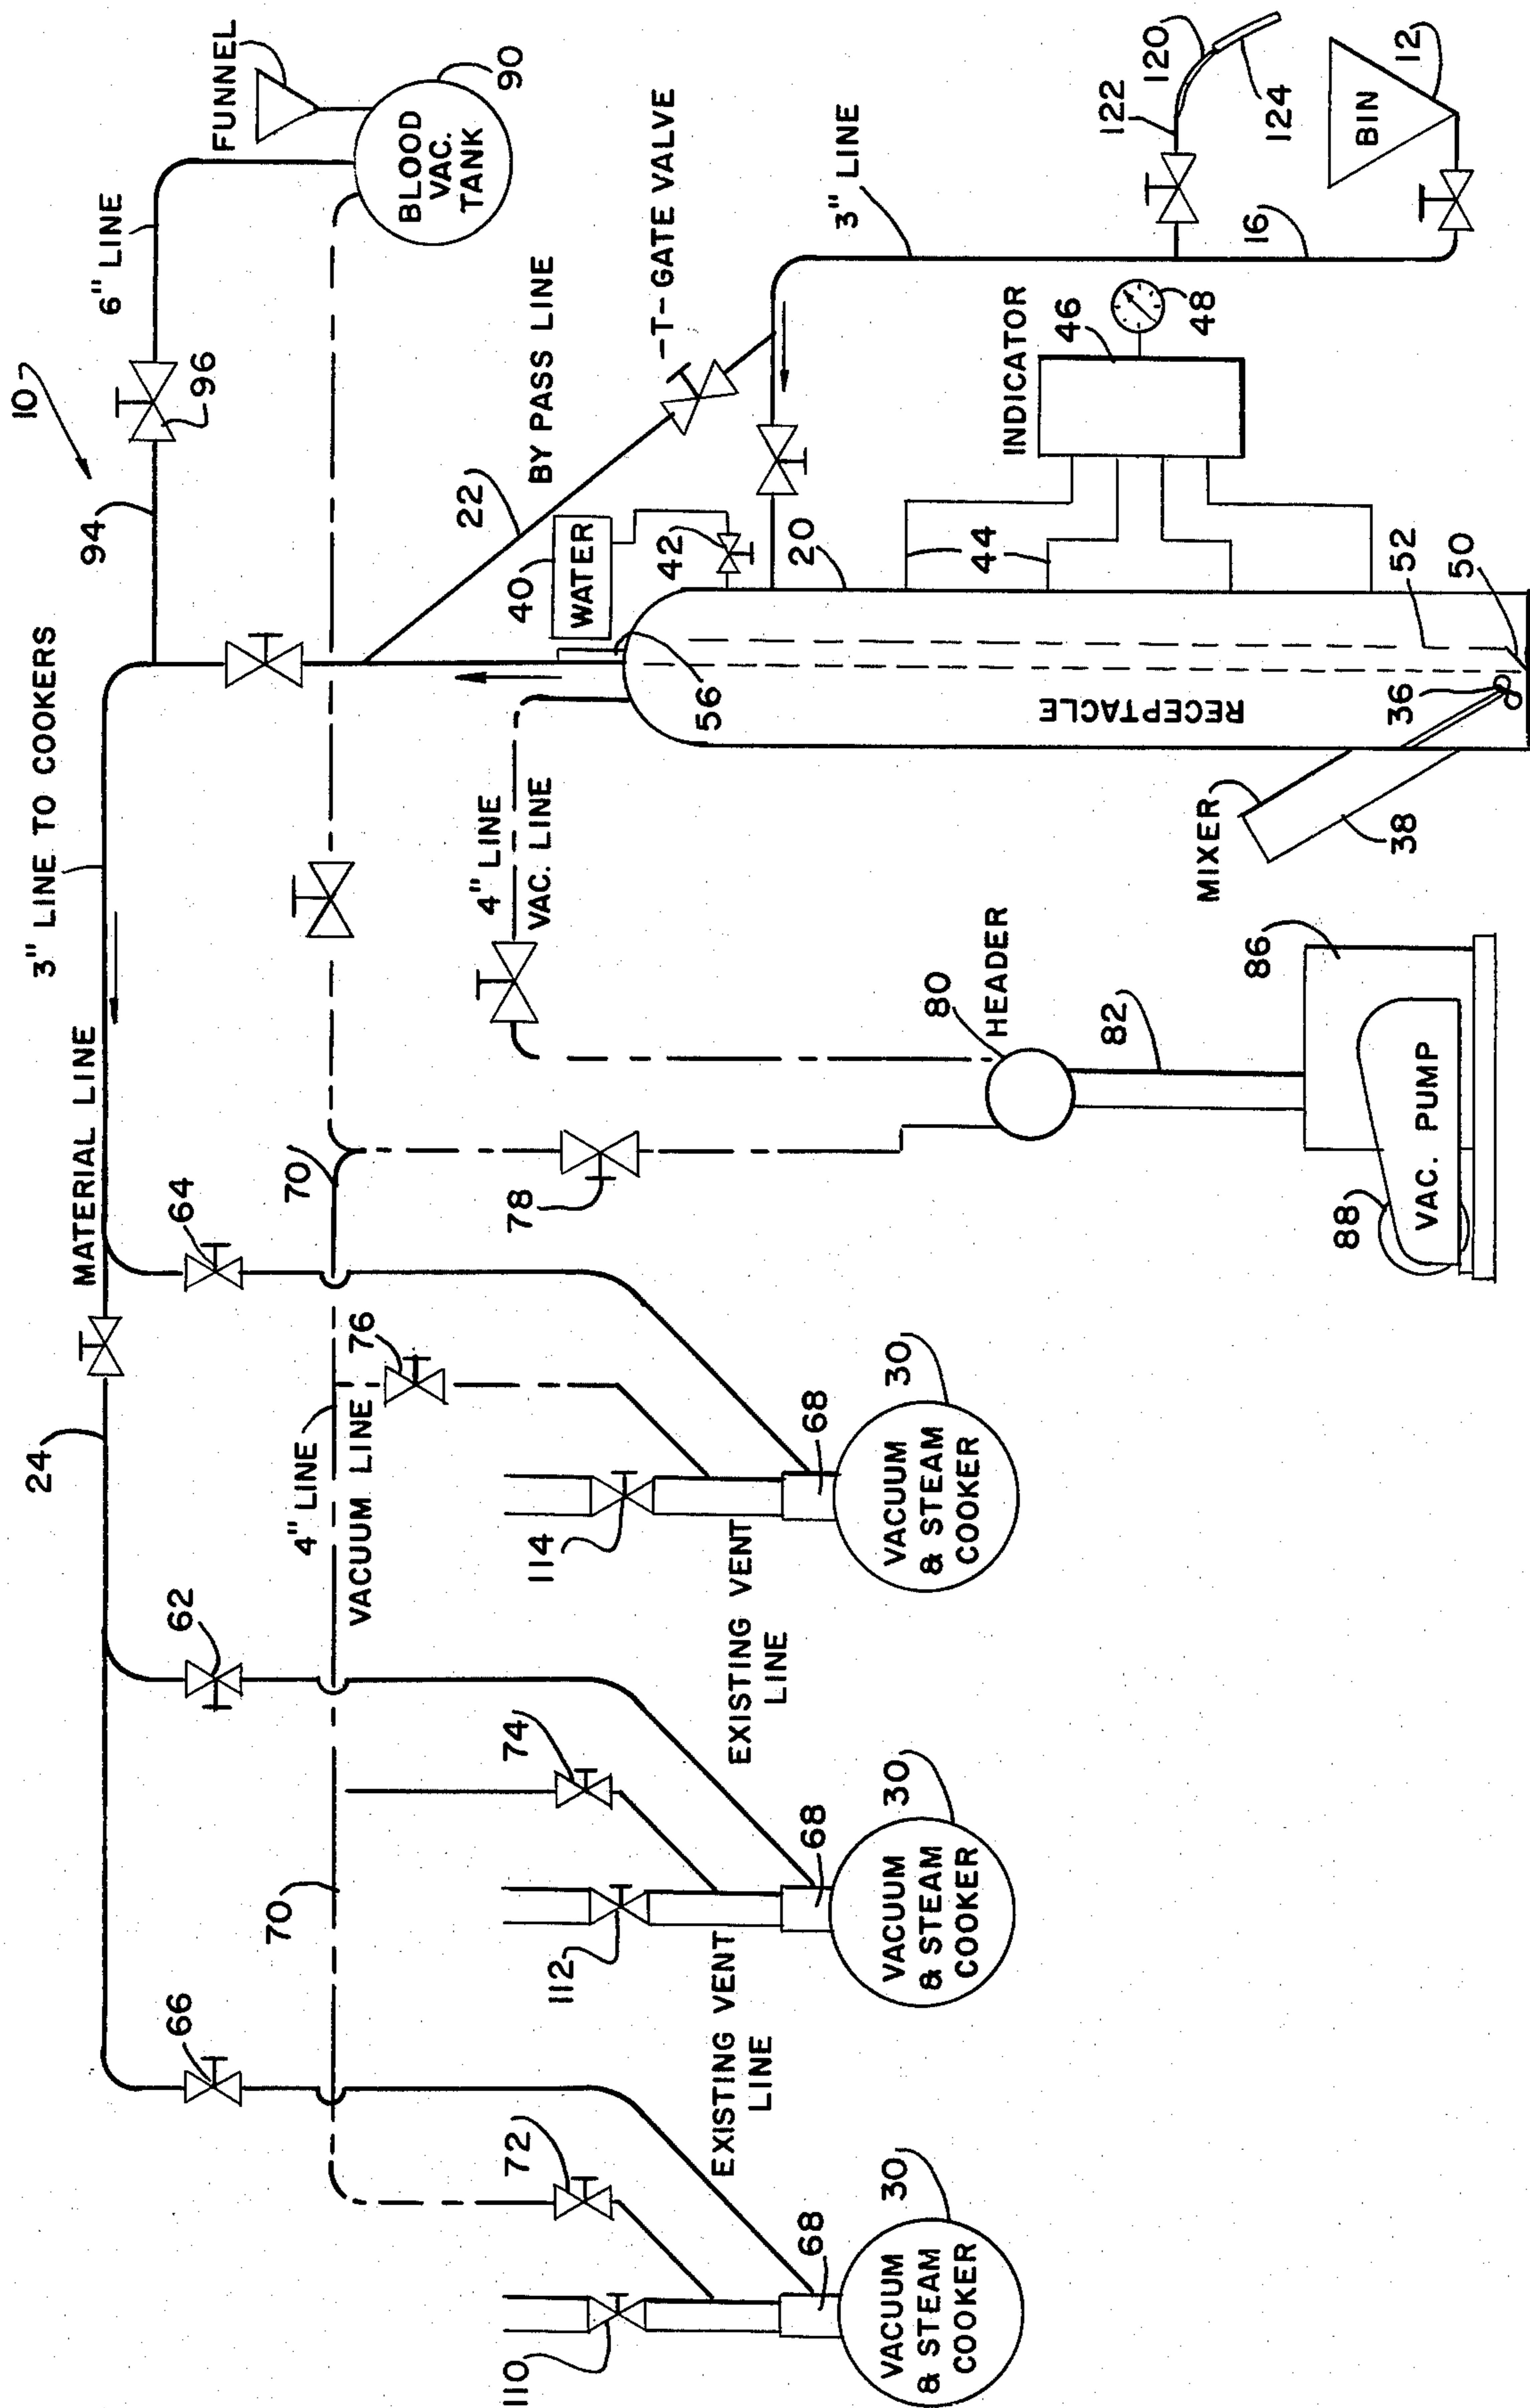 10
94
6" LINE
96
FUNNEL
BLOOD
VAC.
TANK
90
3" LINE TO COOKERS
MATERIAL LINE
24
64
62
66
70
4" LINE
VACUUM LINE
76
70
78
74
72
22
BY PASS LINE
-T- GATE VALVE
40
WATER
42
20
56
4" LINE
VAC. LINE
3" LINE
16
122
120
124
BIN
12
INDICATOR
46
48
44
52
50
36
RECEPTACLE
MIXER
38
80
HEADER
82
86
VAC. PUMP
88
114
EXISTING VENT
LINE
68
VACUUM
& STEAM
COOKER
30
112
EXISTING VENT
LINE
68
VACUUM
& STEAM
COOKER
30
110
68
VACUUM
& STEAM
COOKER
30